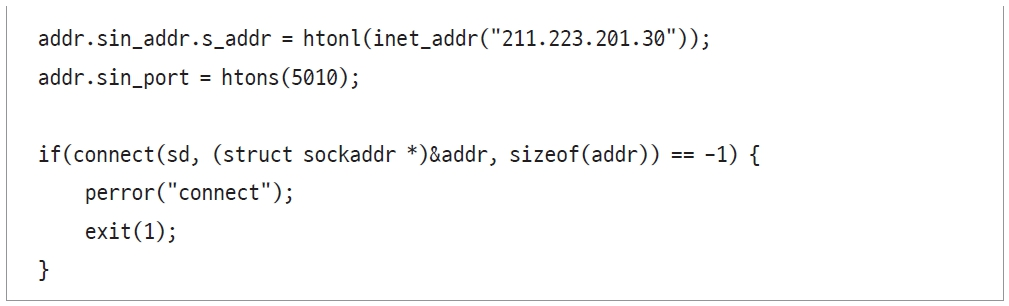 addr.sin_addr.s_addr = htonl(inet_addr("211.223.201.30"));
addr.sin_port = htons(5010);
if(connect(sd, (struct sockaddr *)&addr, sizeof(addr)) == -1) {
perror("connect");
exit(1);
}